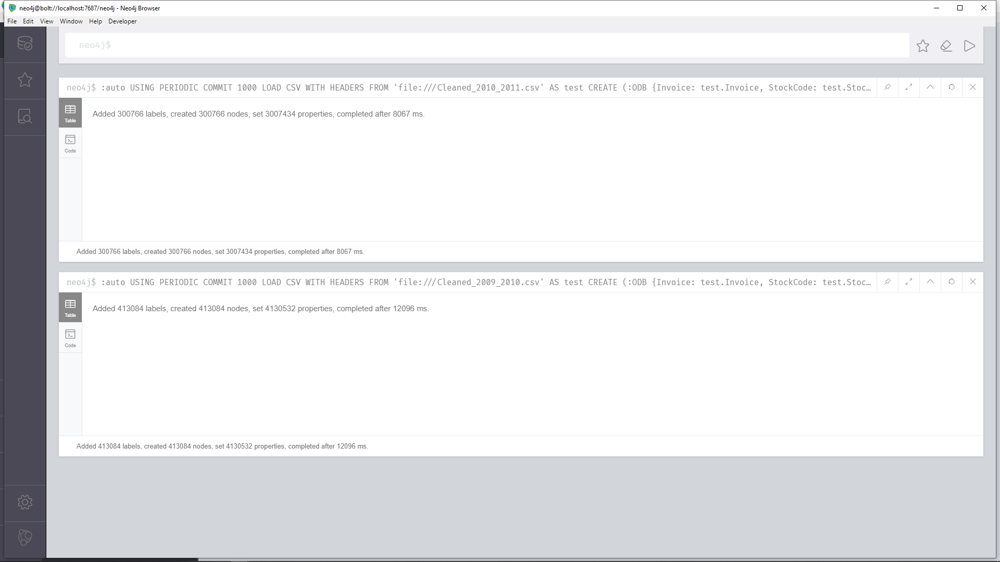 neo4j@bolt://localhost:7687/neo4j - Neo4j Browser
File Edit View Window Help Developer
neo4j$
neo4j$ :auto USING PERIODIC COMMIT 1000 LOAD CSV WITH HEADERS FROM 'file:///Cleaned_2010_2011.csv' AS test CREATE (:ODB {Invoice: test.Invoice, StockCode: test.Stoc…
Table
Added 300766 labels, created 300766 nodes, set 3007434 properties, completed after 8067 ms.
Code
Added 300766 labels, created 300766 nodes, set 3007434 properties, completed after 8067 ms.
neo4j$ :auto USING PERIODIC COMMIT 1000 LOAD CSV WITH HEADERS FROM 'file:///Cleaned_2009_2010.csv' AS test CREATE (:ODB {Invoice: test.Invoice, StockCode: test.Stoc…
Table
Added 413084 labels, created 413084 nodes, set 4130532 properties, completed after 12096 ms.
Code
Added 413084 labels, created 413084 nodes, set 4130532 properties, completed after 12096 ms.